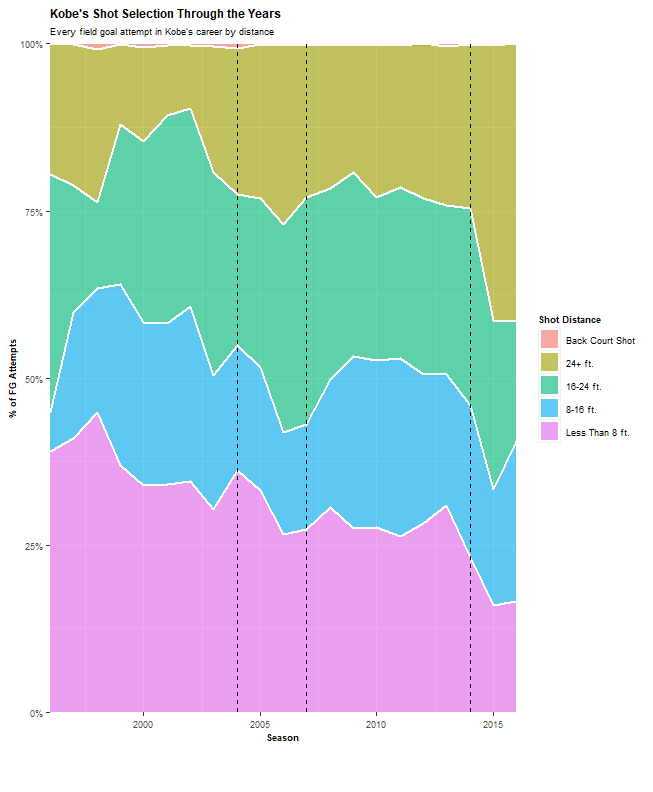 Kobe's Shot Selection Through the Years
Every field goal attempt in Kobe's career by distance
100%
75%
50%
25%
0%
% of FG Attempts
2000
2005
2010
2015
Season
Shot Distance
Back Court Shot
24+ ft.
16-24 ft.
8-16 ft.
Less Than 8 ft.